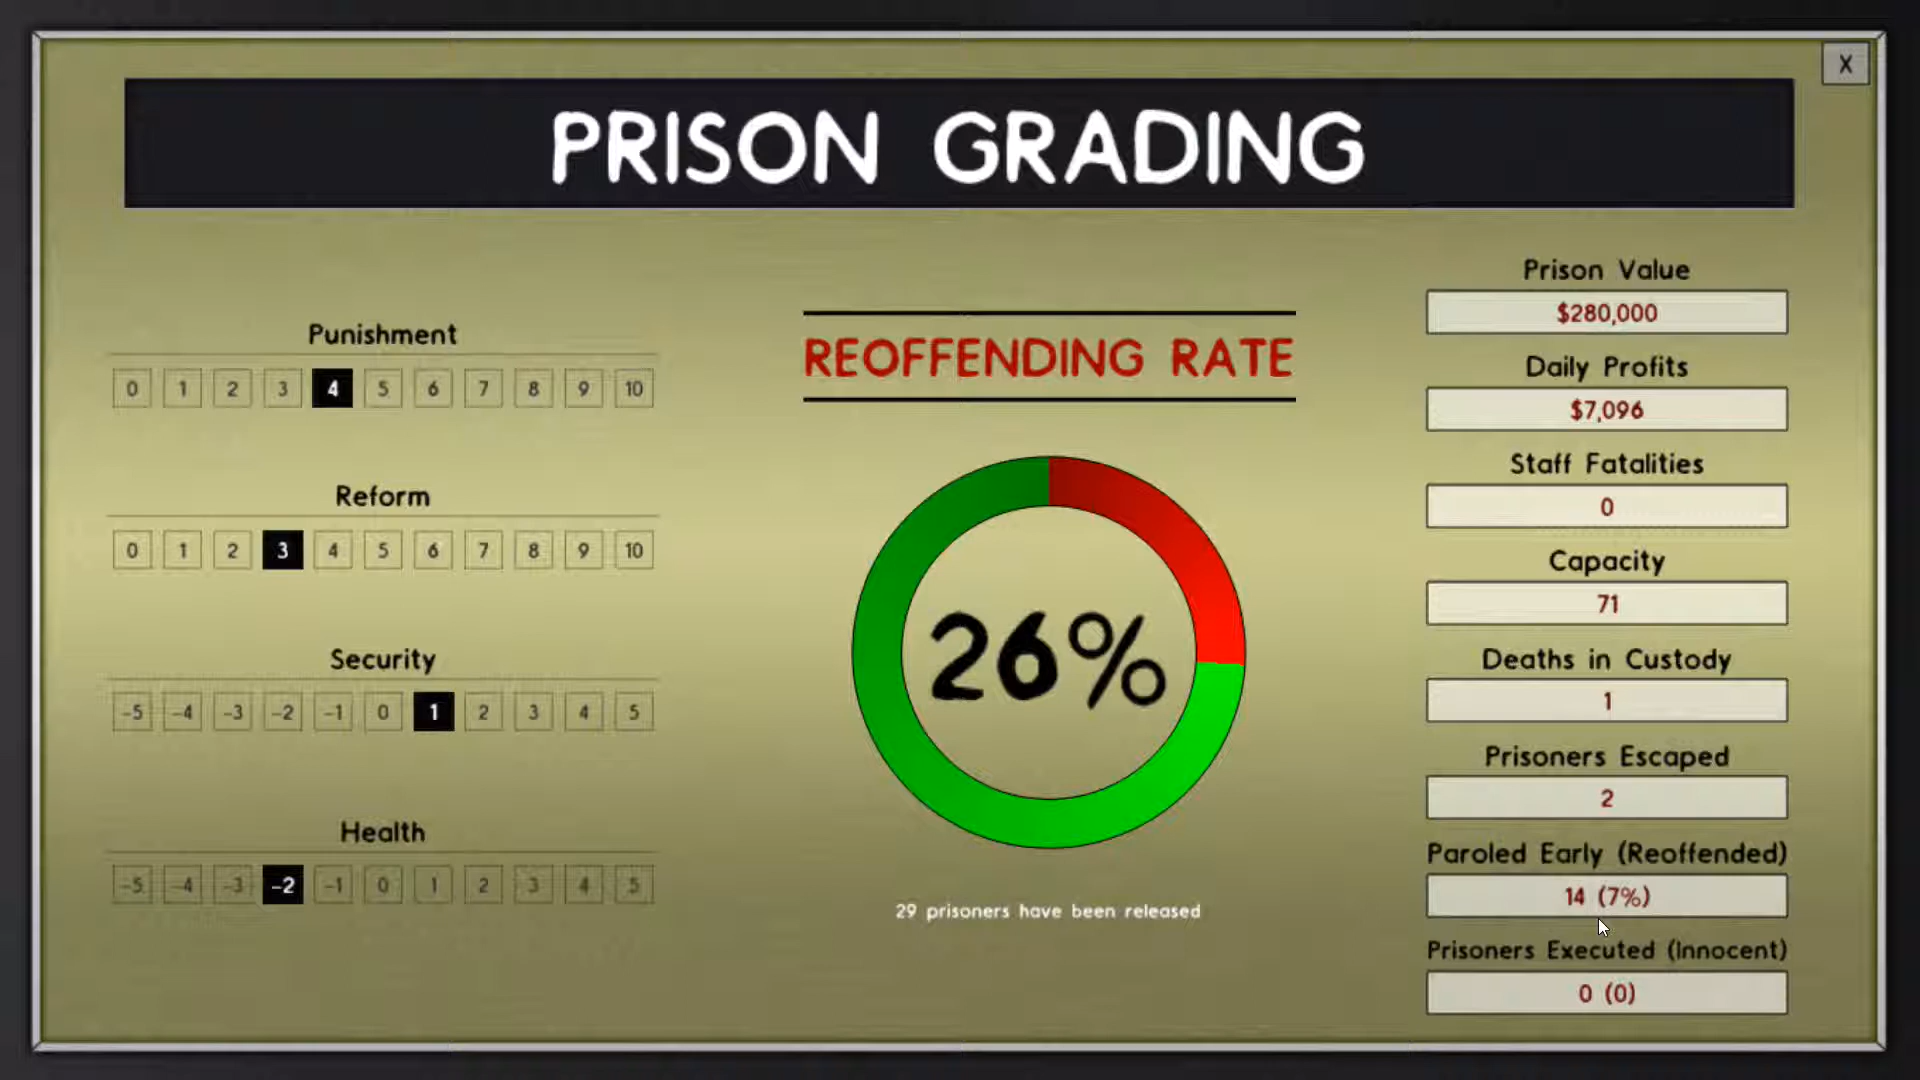 X
PRISON GRADING
Punishment
0 1 2 3 4 5 6 7 8 9 10
Reform
0 1 2 3 4 5 6 7 8 9 10
Security
-5 -4 -3 -2 -1 0 1 2 3 4 5
Health
-5 -4 -3 -2 -1 0 1 2 3 4 5
REOFFENDING RATE
26%
29 prisoners have been released
Prison Value
$280,000
Daily Profits
$7,096
Staff Fatalities
0
Capacity
71
Deaths in Custody
1
Prisoners Escaped
2
Paroled Early (Reoffended)
14 (7%)
Prisoners Executed (Innocent)
0 (0)